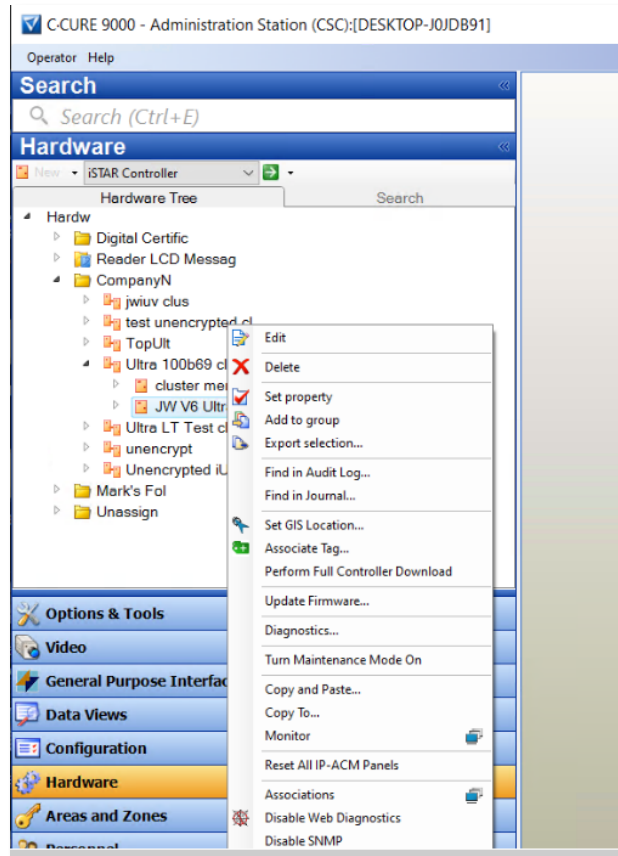 C•CURE 9000 - Administration Station (CSC):[DESKTOP-J0JDB91]
Operator Help
Search
Search (Ctrl+E)
Hardware
New iSTAR Controller
Hardware Tree Search
Hardw
Digital Certific
Reader LCD Messag
CompanyN
jwiuv clus
test unencrypted cl
TopUlt
Ultra 100b69 cl
cluster me
JW V6 Ultr
Ultra LT Test cl
unencrypt
Unencrypted iU
Mark's Fol
Unassign
Edit
Delete
Set property
Add to group
Export selection...
Find in Audit Log...
Find in Journal...
Set GIS Location...
Associate Tag...
Perform Full Controller Download
Update Firmware...
Diagnostics...
Turn Maintenance Mode On
Copy and Paste...
Copy To...
Monitor
Reset All IP-ACM Panels
Associations
Disable Web Diagnostics
Disable SNMP
Options & Tools
Video
General Purpose Interfac
Data Views
Configuration
Hardware
Areas and Zones
Personnel